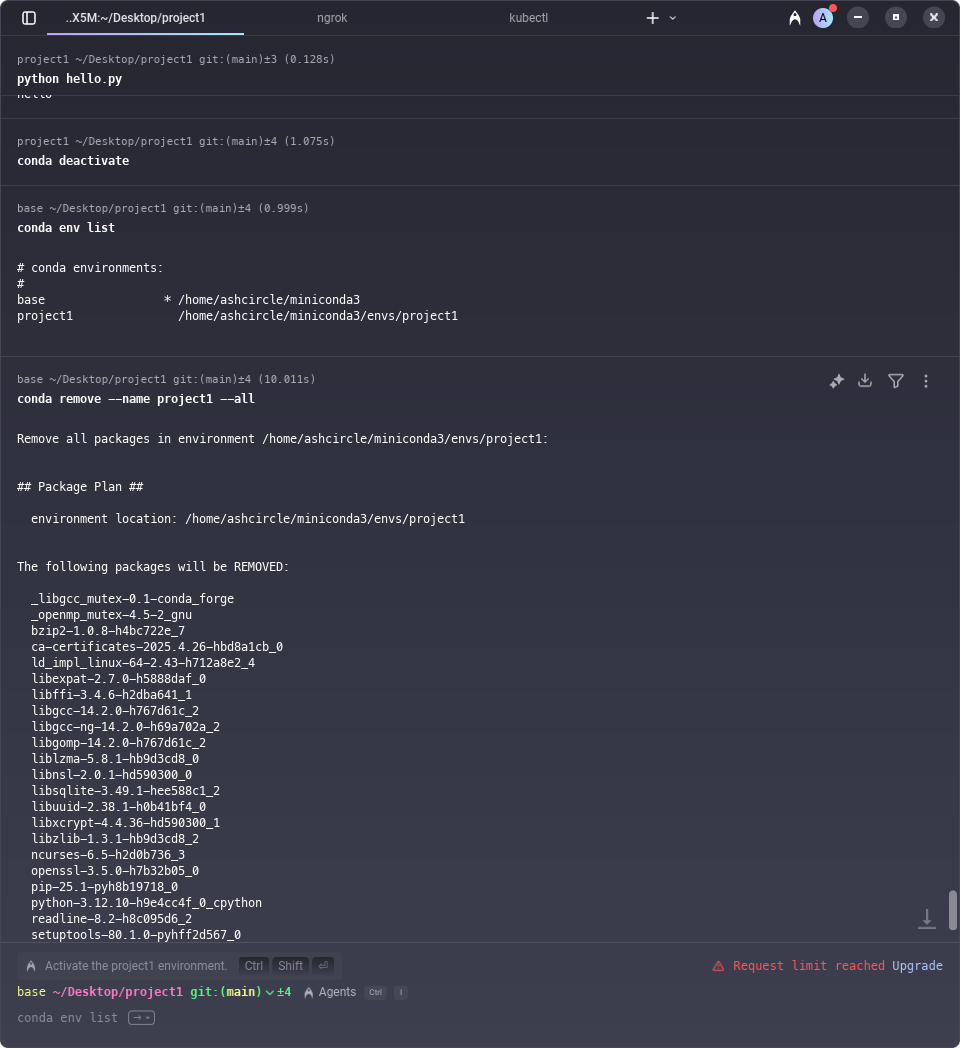 ..X5M:~/Desktop/project1
ngrok
kubectl
A
project1 ~/Desktop/project1 git:(main)±3 (0.128s)
python hello.py
hello
project1 ~/Desktop/project1 git:(main)±4 (1.075s)
conda deactivate
base ~/Desktop/project1 git:(main)±4 (0.999s)
conda env list
# conda environments:
#
base                 * /home/ashcircle/miniconda3
project1               /home/ashcircle/miniconda3/envs/project1
base ~/Desktop/project1 git:(main)±4 (10.011s)
conda remove --name project1 --all
Remove all packages in environment /home/ashcircle/miniconda3/envs/project1:
## Package Plan ##
environment location: /home/ashcircle/miniconda3/envs/project1
The following packages will be REMOVED:
_libgcc_mutex-0.1-conda_forge
_openmp_mutex-4.5-2_gnu
bzip2-1.0.8-h4bc722e_7
ca-certificates-2025.4.26-hbd8a1cb_0
ld_impl_linux-64-2.43-h712a8e2_4
libexpat-2.7.0-h5888daf_0
libffi-3.4.6-h2dba641_1
libgcc-14.2.0-h767d61c_2
libgcc-ng-14.2.0-h69a702a_2
libgomp-14.2.0-h767d61c_2
liblzma-5.8.1-hb9d3cd8_0
libnsl-2.0.1-hd590300_0
libsqlite-3.49.1-hee588c1_2
libuuid-2.38.1-h0b41bf4_0
libxcrypt-4.4.36-hd590300_1
libzlib-1.3.1-hb9d3cd8_2
ncurses-6.5-h2d0b736_3
openssl-3.5.0-h7b32b05_0
pip-25.1-pyh8b19718_0
python-3.12.10-h9e4cc4f_0_cpython
readline-8.2-h8c095d6_2
setuptools-80.1.0-pyhff2d567_0
Activate the project1 environment. Ctrl Shift ⏎
Request limit reached Upgrade
base ~/Desktop/project1 git:(main) ±4 Agents Ctrl I
conda env list